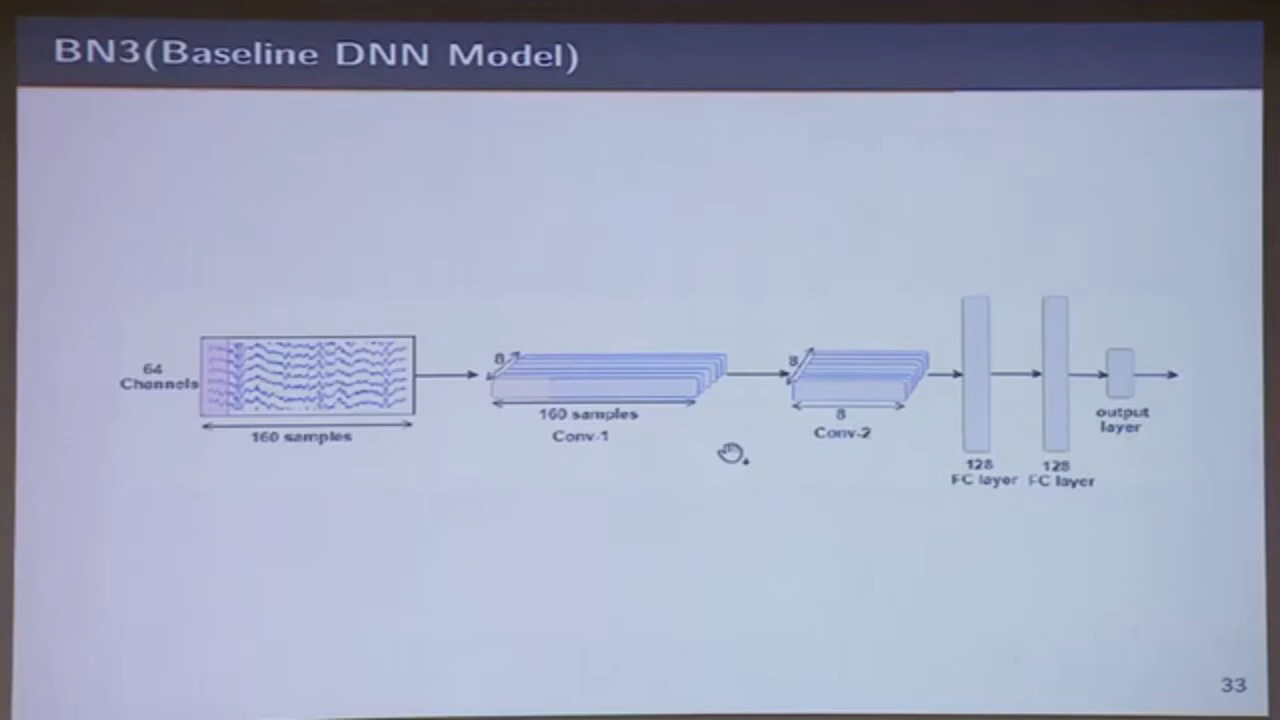 BN3(Baseline DNN Model)
64
Channels
160 samples
8
160 samples
Conv-1
8
8
Conv-2
128
FC layer
128
FC layer
output
layer
33